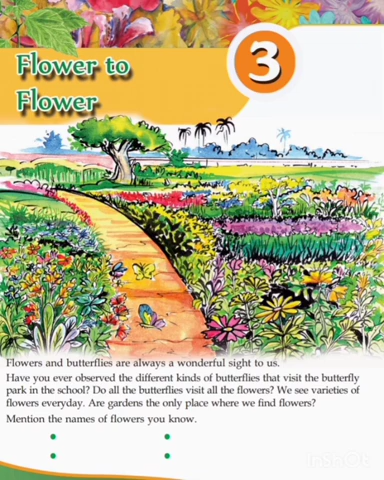 Flower to
Flower
3
Flowers and butterflies are always a wonderful sight to us.
Have you ever observed the different kinds of butterflies that visit the butterfly
park in the school? Do all the butterflies visit all the flowers? We see varieties of
flowers everyday. Are gardens the only place where we find flowers?
Mention the names of flowers you know.